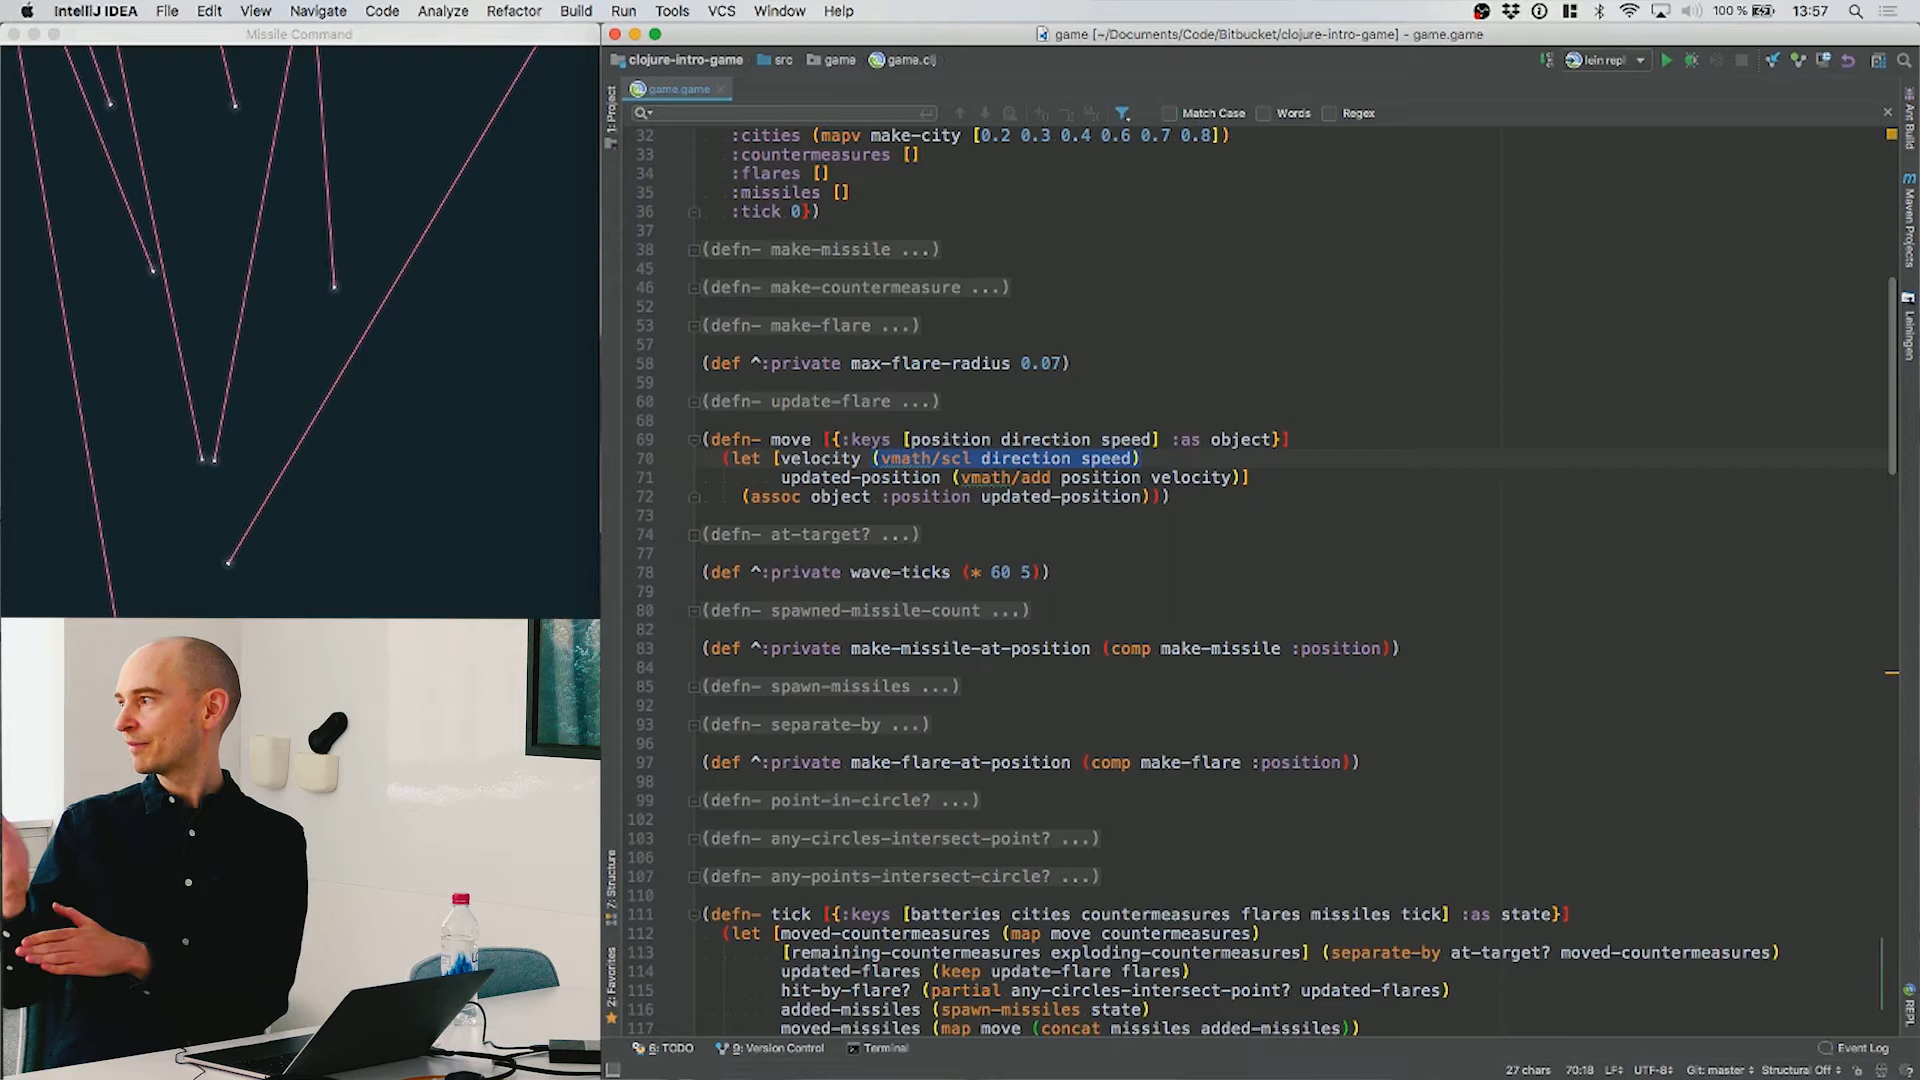 IntelliJ IDEA File Edit View Navigate Code Analyze Refactor Build Run Tools VCS Window Help 100 % 13:57
Missile Command
game [~/Documents/Code/Bitbucket/clojure-intro-game] - game.game
clojure-intro-game src game game.clj lein repl
game.game
Match Case Words Regex
32 :cities (mapv make-city [0.2 0.3 0.4 0.6 0.7 0.8])
33 :countermeasures []
34 :flares []
35 :missiles []
36 :tick 0})
37
38 (defn- make-missile ...)
45
46 (defn- make-countermeasure ...)
52
53 (defn- make-flare ...)
57
58 (def ^:private max-flare-radius 0.07)
59
60 (defn- update-flare ...)
68
69 (defn- move [{:keys [position direction speed] :as object}]
70 (let [velocity (vmath/scl direction speed)
71 updated-position (vmath/add position velocity)]
72 (assoc object :position updated-position)))
73
74 (defn- at-target? ...)
77
78 (def ^:private wave-ticks (* 60 5))
79
80 (defn- spawned-missile-count ...)
82
83 (def ^:private make-missile-at-position (comp make-missile :position))
84
85 (defn- spawn-missiles ...)
92
93 (defn- separate-by ...)
96
97 (def ^:private make-flare-at-position (comp make-flare :position))
98
99 (defn- point-in-circle? ...)
102
103 (defn- any-circles-intersect-point? ...)
106
107 (defn- any-points-intersect-circle? ...)
110
111 (defn- tick [{:keys [batteries cities countermeasures flares missiles tick] :as state}]
112 (let [moved-countermeasures (map move countermeasures)
113 [remaining-countermeasures exploding-countermeasures] (separate-by at-target? moved-countermeasures)
114 updated-flares (keep update-flare flares)
115 hit-by-flare? (partial any-circles-intersect-point? updated-flares)
116 added-missiles (spawn-missiles state)
117 moved-missiles (map move (concat missiles added-missiles))
1: Project
7: Structure
2: Favorites
Ant Build
Maven Projects
Leiningen
REPL
6: TODO 9: Version Control Terminal Event Log
27 chars 70:18 LF UTF-8 Git: master Structural Off